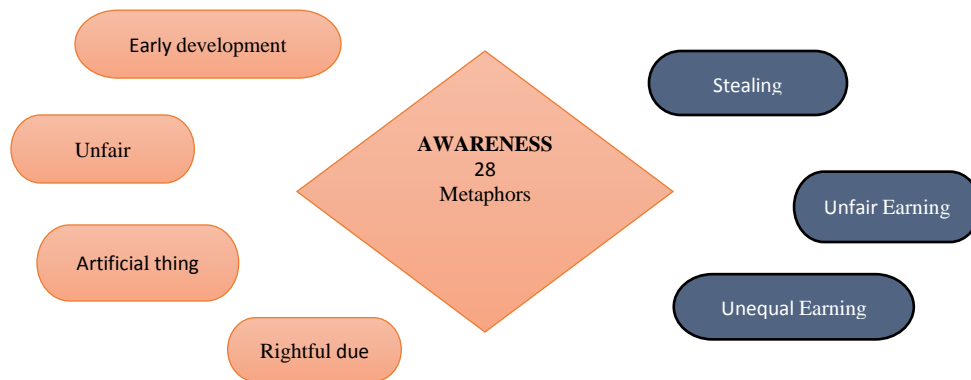 Early development
Unfair
Artificial thing
Rightful due
AWARENESS
28
Metaphors
Stealing
Unfair Earning
Unequal Earning